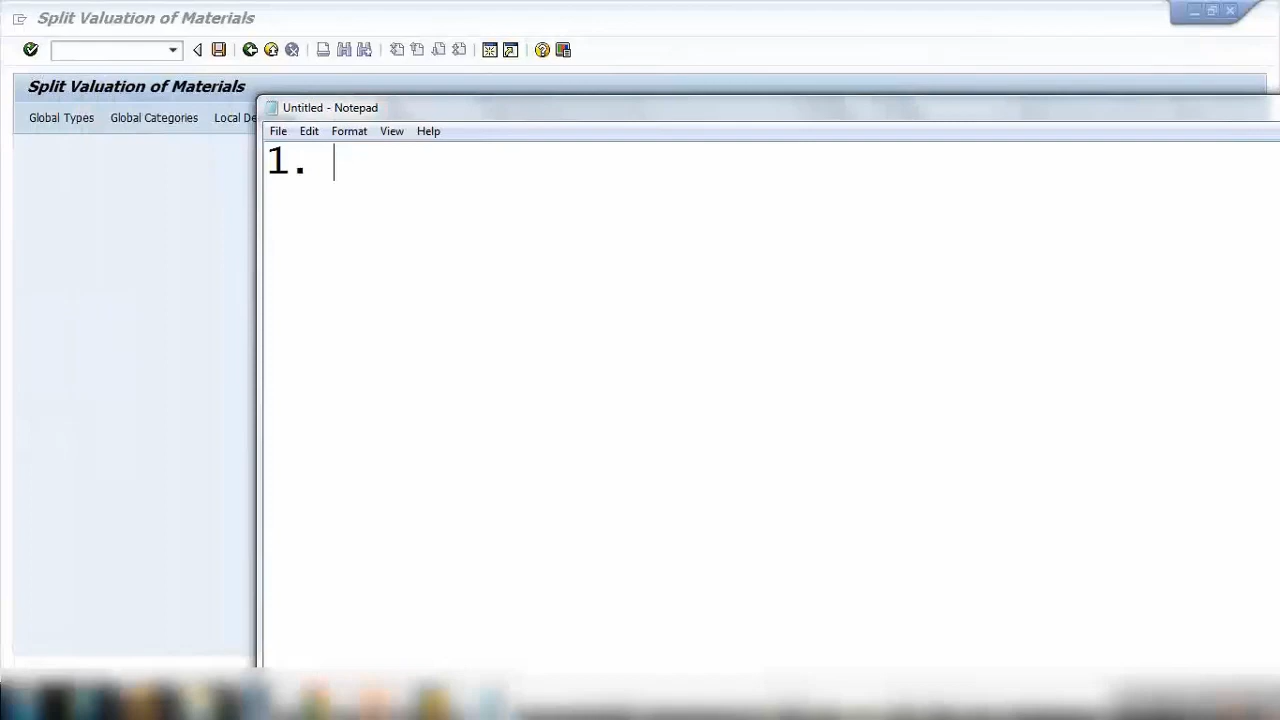 Split Valuation of Materials
Split Valuation of Materials
Global Types Global Categories Local De
Untitled - Notepad
File Edit Format View Help
1.